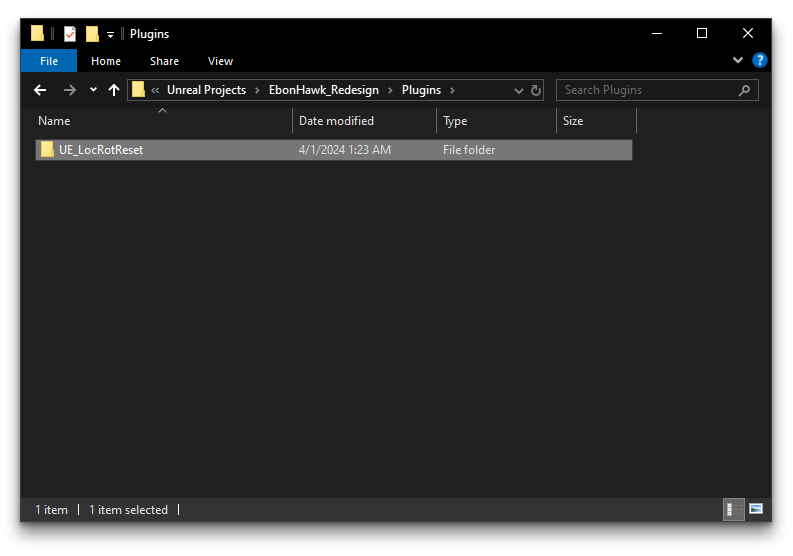 Plugins
File Home Share View
Unreal Projects EbonHawk_Redesign Plugins Search Plugins
Name Date modified Type Size
UE_LocRotReset 4/1/2024 1:23 AM File folder
1 item 1 item selected